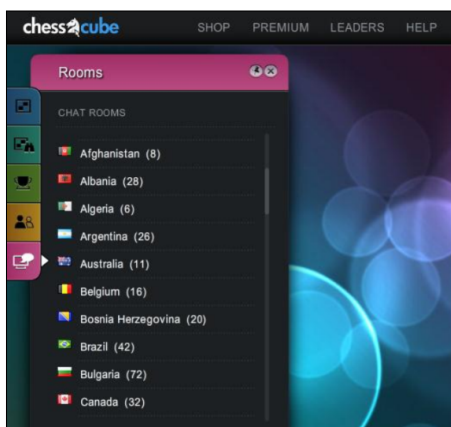 chesscube SHOP PREMIUM LEADERS HELP
Rooms
CHAT ROOMS
Afghanistan (8)
Albania (28)
Algeria (6)
Argentina (26)
Australia (11)
Belgium (16)
Bosnia Herzegovina (20)
Brazil (42)
Bulgaria (72)
Canada (32)